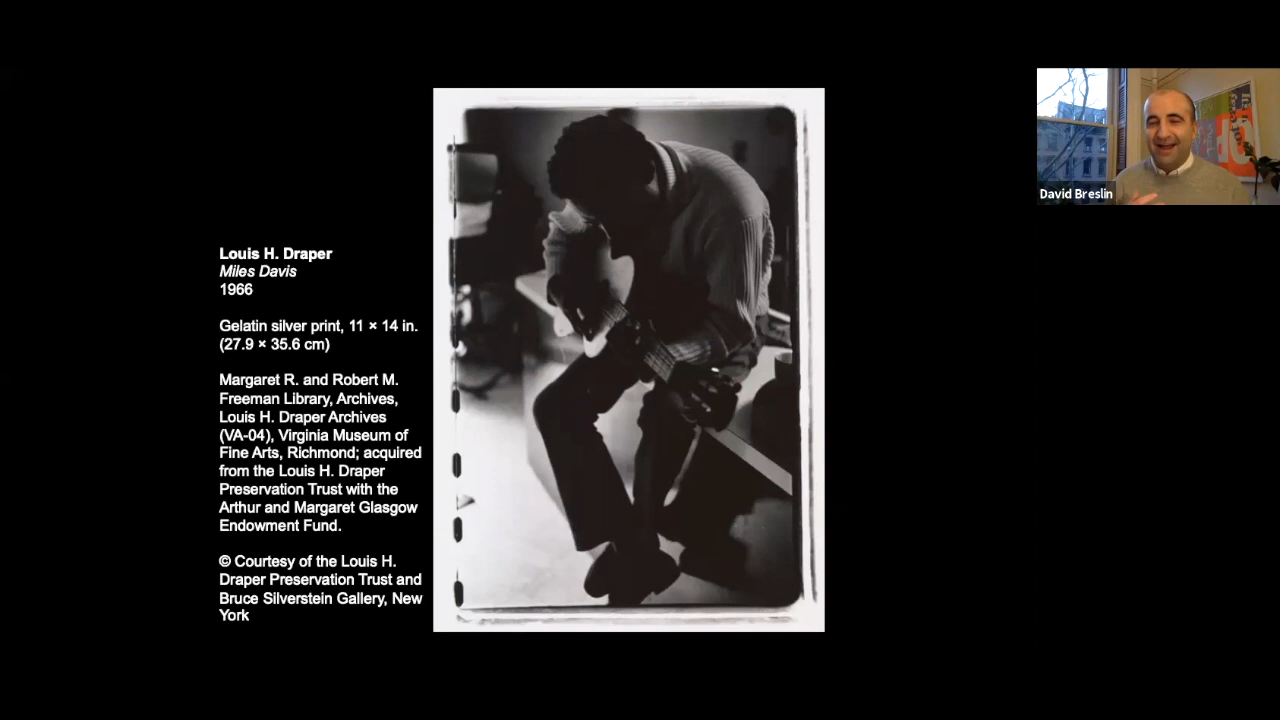 Louis H. Draper
Miles Davis
1966
Gelatin silver print, 11 × 14 in.
(27.9 × 35.6 cm)
Margaret R. and Robert M.
Freeman Library, Archives,
Louis H. Draper Archives
(VA-04), Virginia Museum of
Fine Arts, Richmond; acquired
from the Louis H. Draper
Preservation Trust with the
Arthur and Margaret Glasgow
Endowment Fund.
© Courtesy of the Louis H.
Draper Preservation Trust and
Bruce Silverstein Gallery, New
York
David Breslin